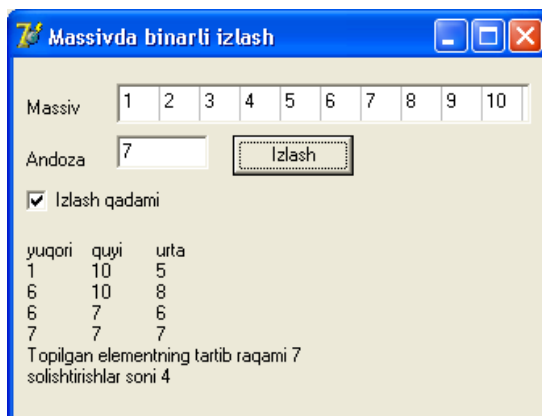 Massivda binarli izlash
Massiv 1 2 3 4 5 6 7 8 9 10
Andoza 7 Izlash
Izlash qadami
yuqori quyi urta
1 10 5
6 10 8
6 7 6
7 7 7
Topilgan elementning tartib raqami 7
solishtirishlar soni 4